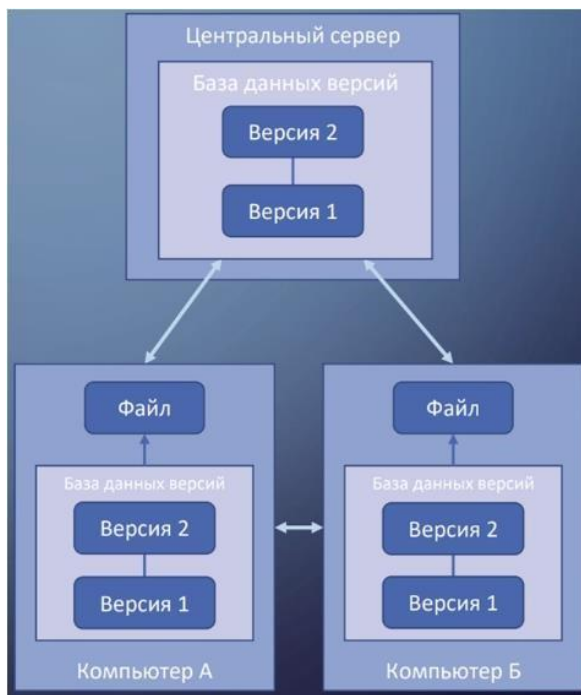 Центральный сервер
База данных версий
Версия 2
Версия 1
Файл
База данных версий
Версия 2
Версия 1
Компьютер А
Файл
База данных версий
Версия 2
Версия 1
Компьютер Б